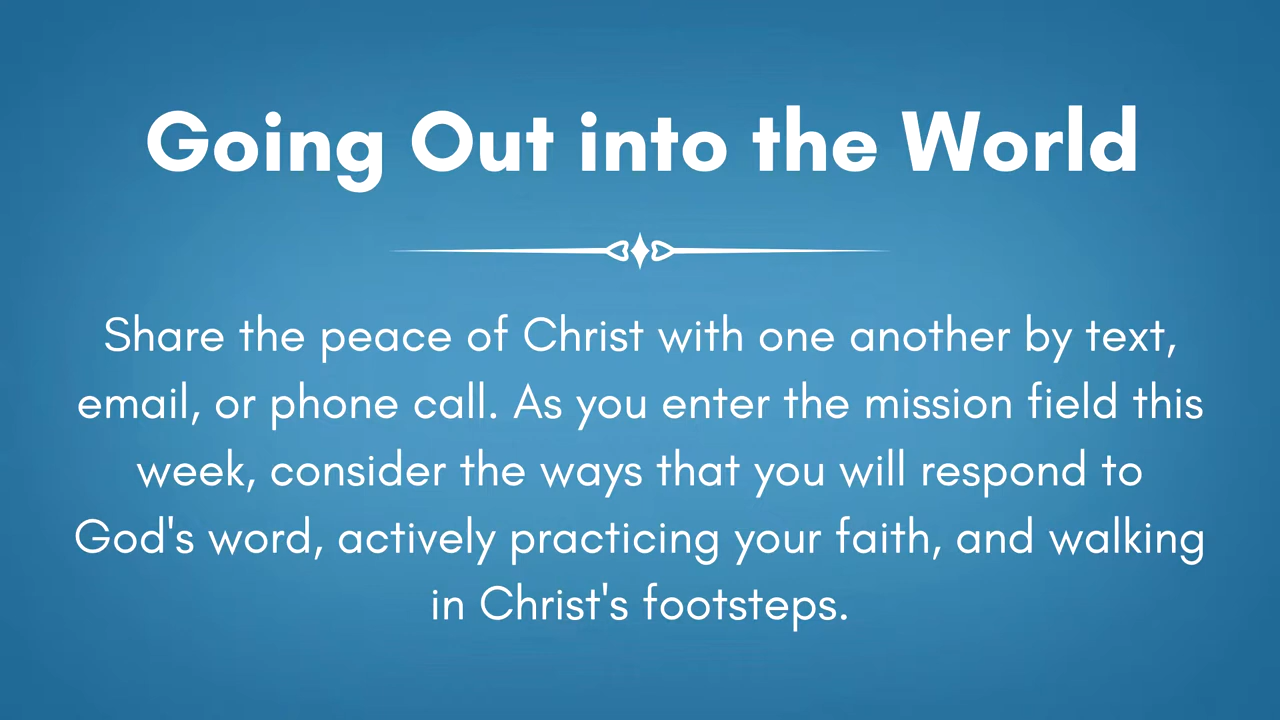 Going Out into the World
Share the peace of Christ with one another by text,
email, or phone call. As you enter the mission field this
week, consider the ways that you will respond to
God's word, actively practicing your faith, and walking
in Christ's footsteps.